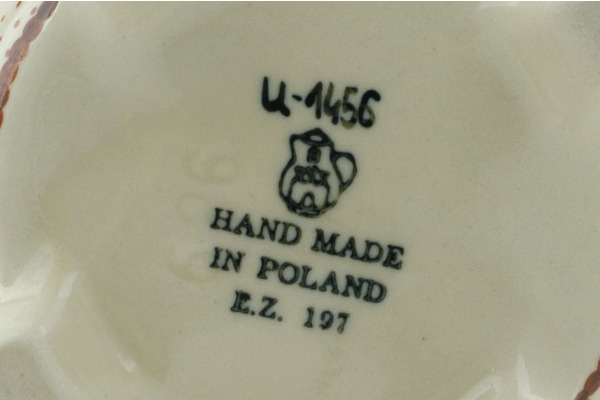 U-1456
HAND MADE
IN POLAND
E.Z. 197